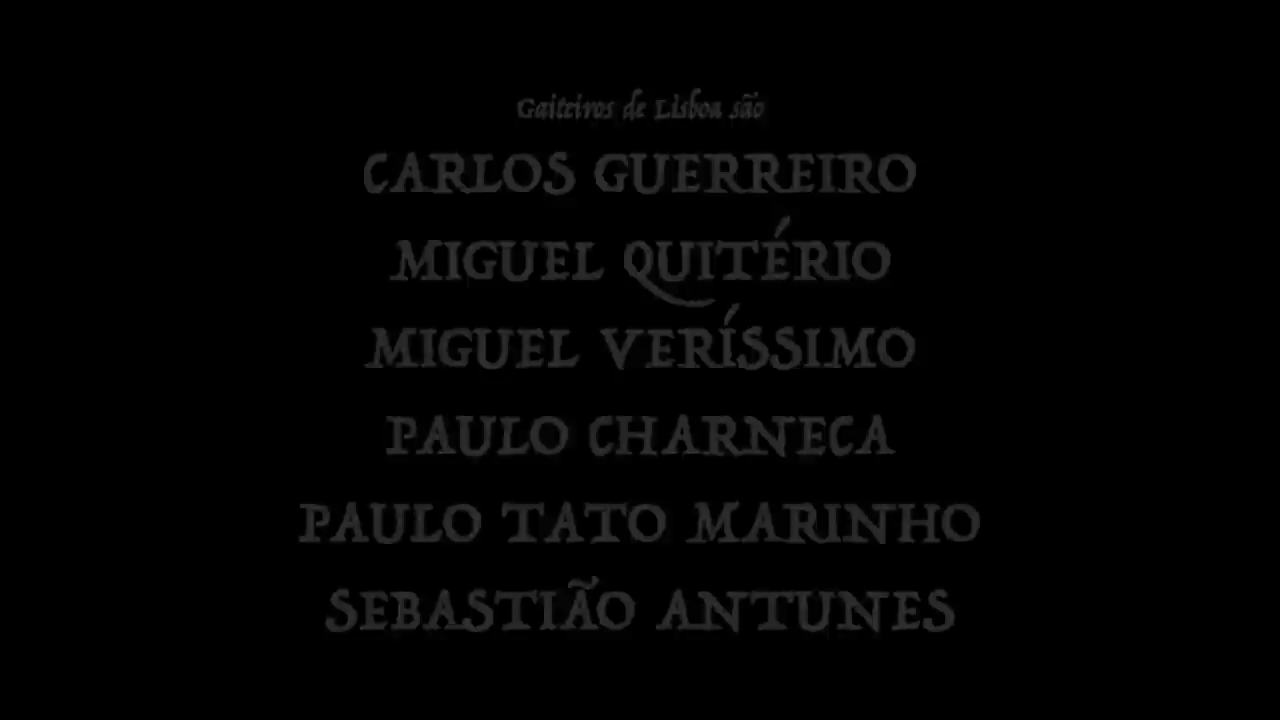 Gaiteiros de Lisboa são
CARLOS GUERREIRO
MIGUEL QUITÉRIO
MIGUEL VERÍSSIMO
PAULO CHARNECA
PAULO TATO MARINHO
SEBASTIÃO ANTUNES